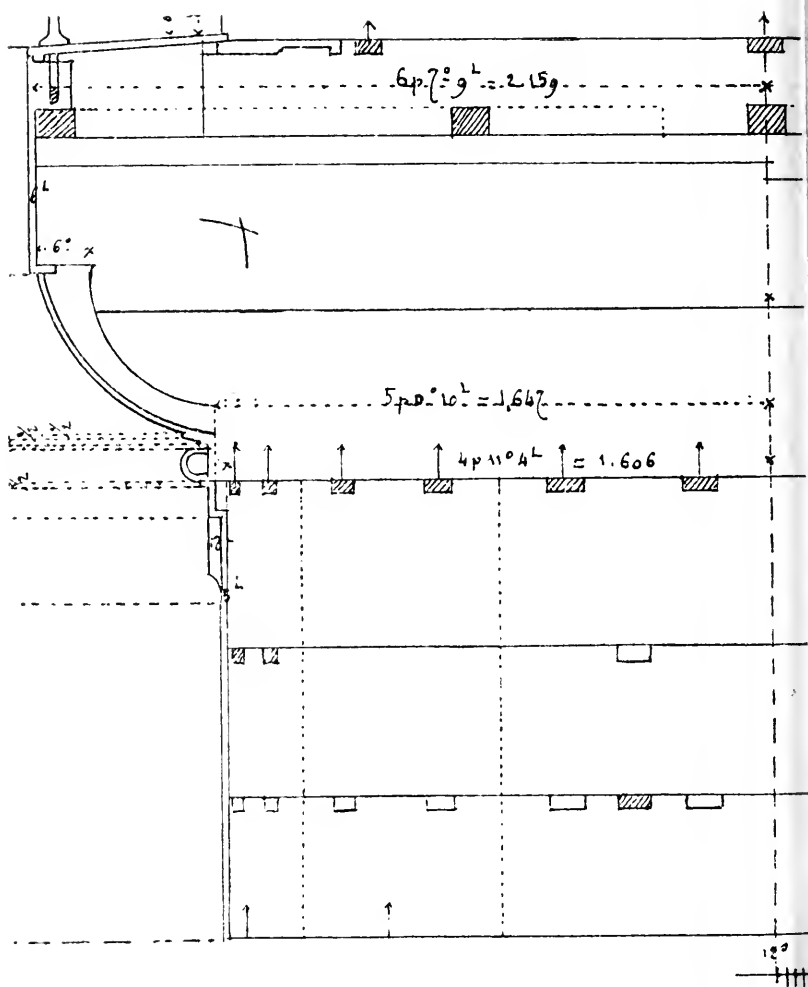 6p.7° 9ᴸ = 2.159
6ᴸ
.6°
5p.0°10ᴸ = 1,647
4p 11° 4ᴸ = 1.606
12°